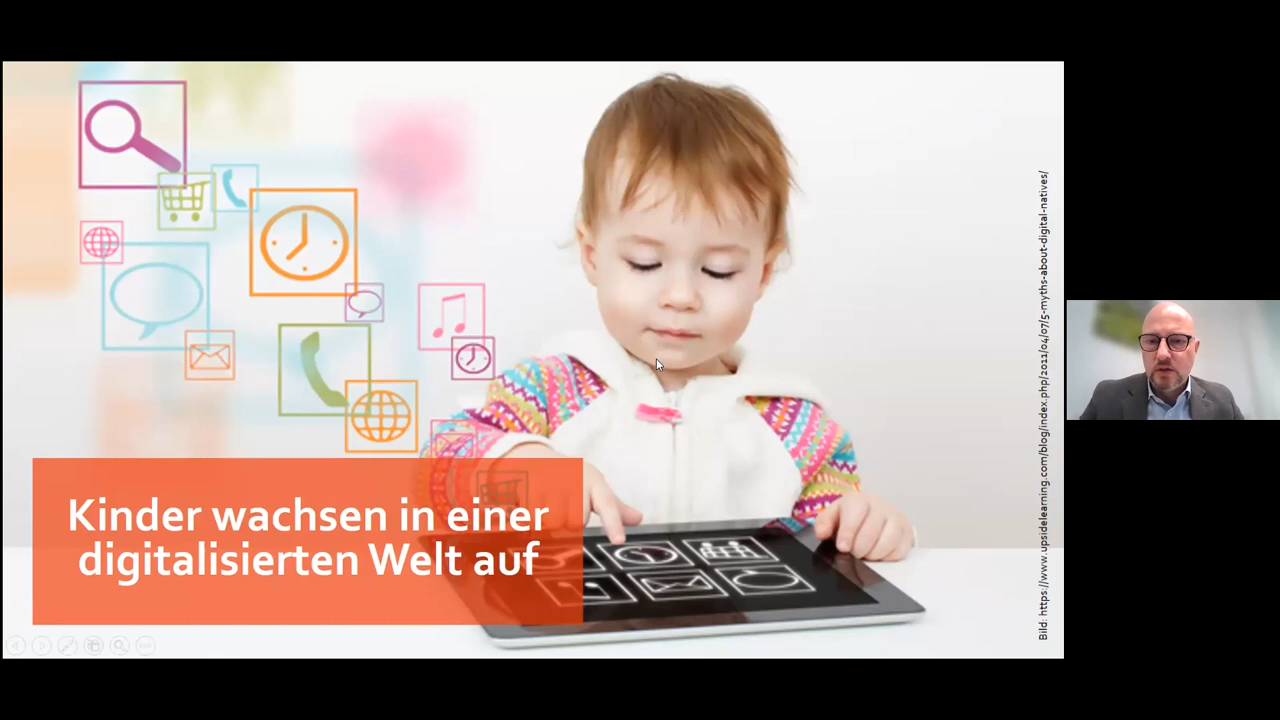 Kinder wachsen in einer
digitalisierten Welt auf
Bild: https://www.upsidelearning.com/blog/index.php/2011/04/07/5-myths-about-digital-natives/